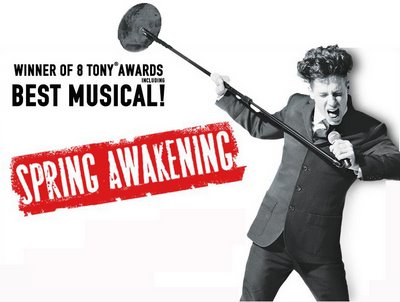 WINNER OF 8 TONY® AWARDS
INCLUDING
BEST MUSICAL!
SPRING AWAKENING